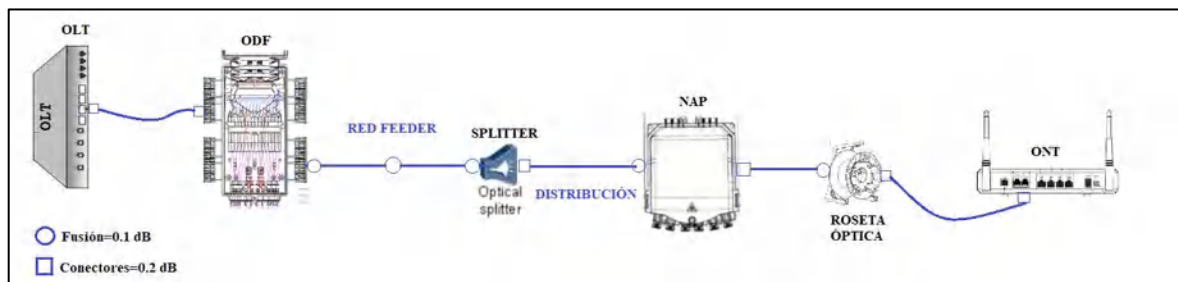 OLT
OLT
ODF
RED FEEDER
SPLITTER
Optical
splitter
DISTRIBUCIÓN
NAP
ROSETA
ÓPTICA
ONT
Fusión=0.1 dB
Conectores=0.2 dB